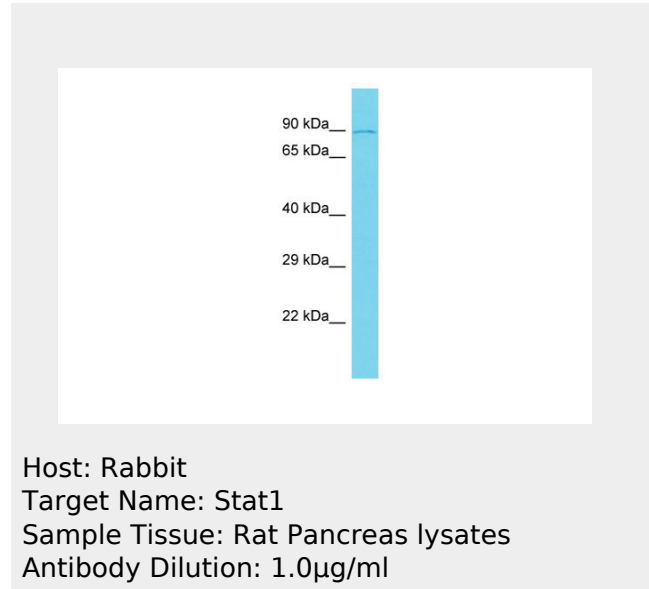 90 kDa__
65 kDa__
40 kDa__
29 kDa__
22 kDa__
Host: Rabbit
Target Name: Stat1
Sample Tissue: Rat Pancreas lysates
Antibody Dilution: 1.0µg/ml